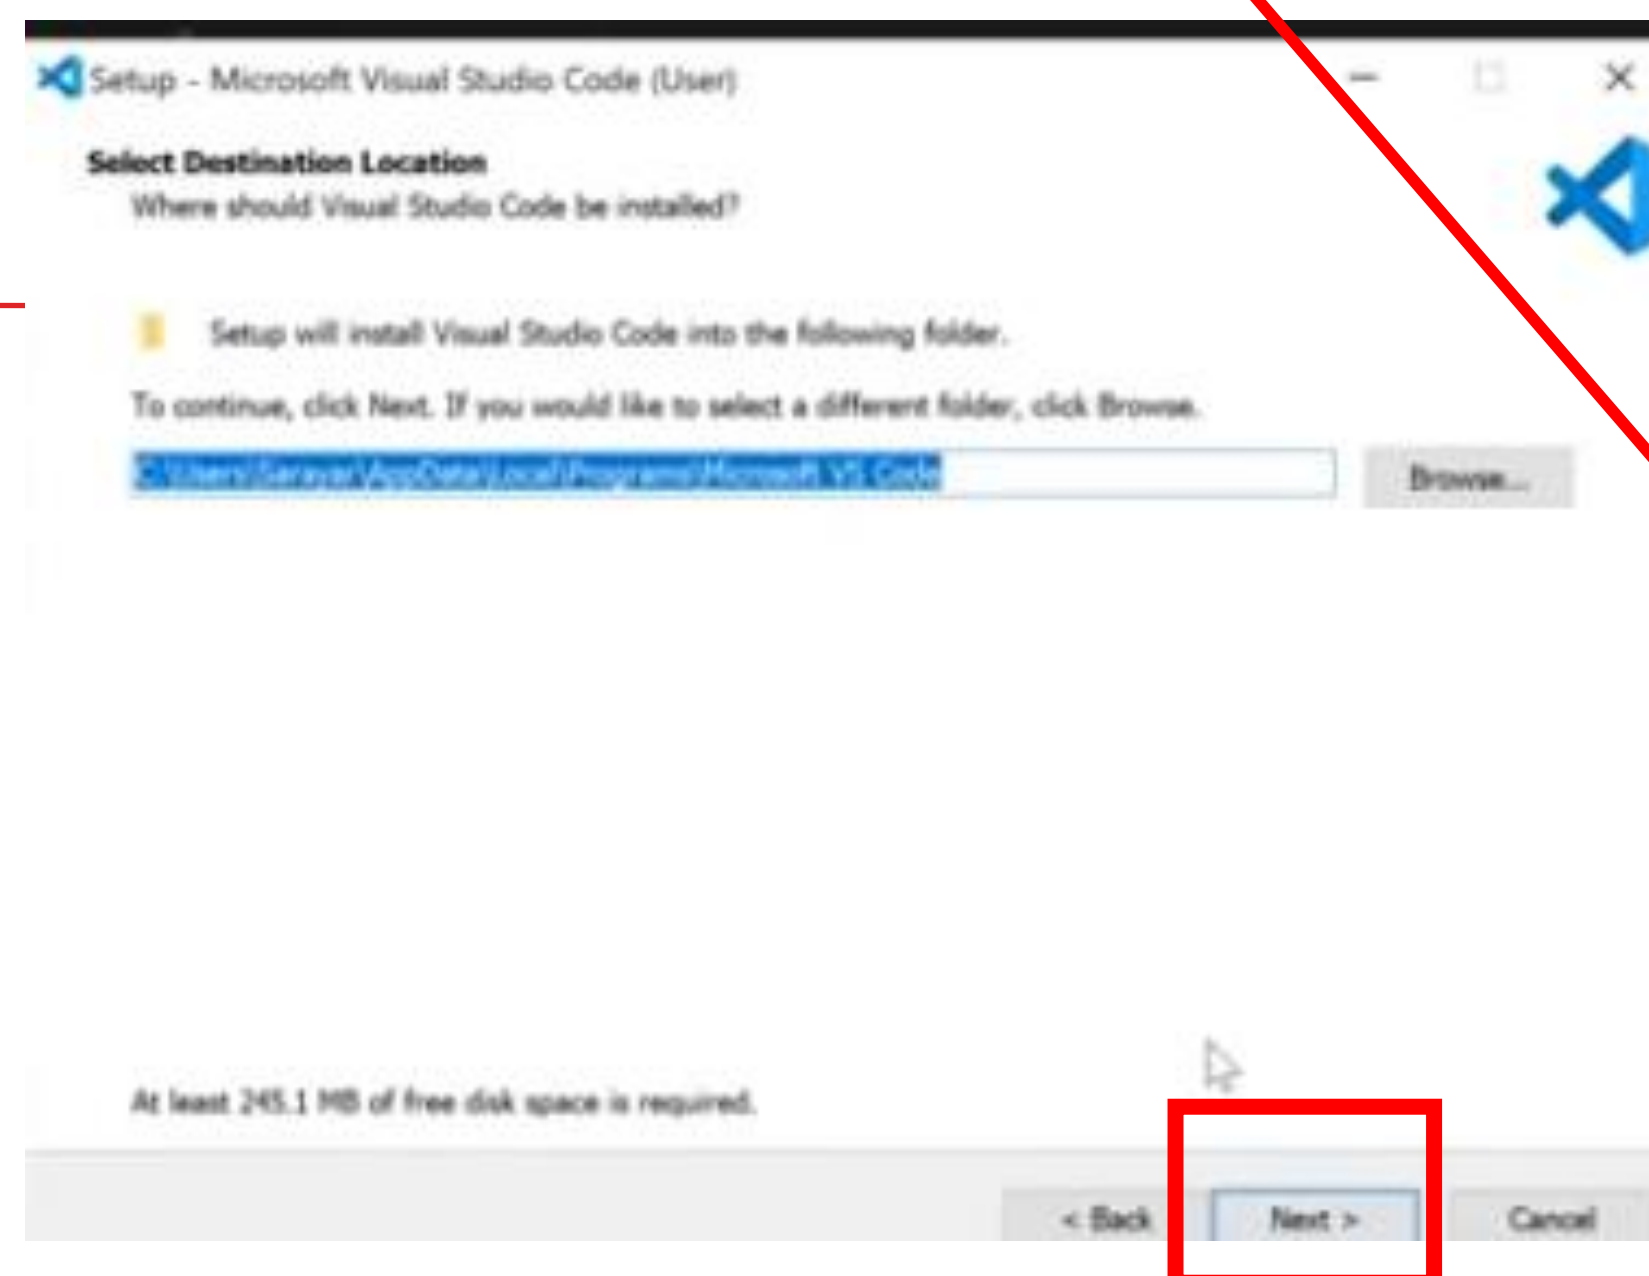 Setup - Microsoft Visual Studio Code (User)
Select Destination Location
Where should Visual Studio Code be installed?
Setup will install Visual Studio Code into the following folder.
To continue, click Next. If you would like to select a different folder, click Browse.
Browse...
At least 245.1 MB of free disk space is required.
< Back
Next >
Cancel